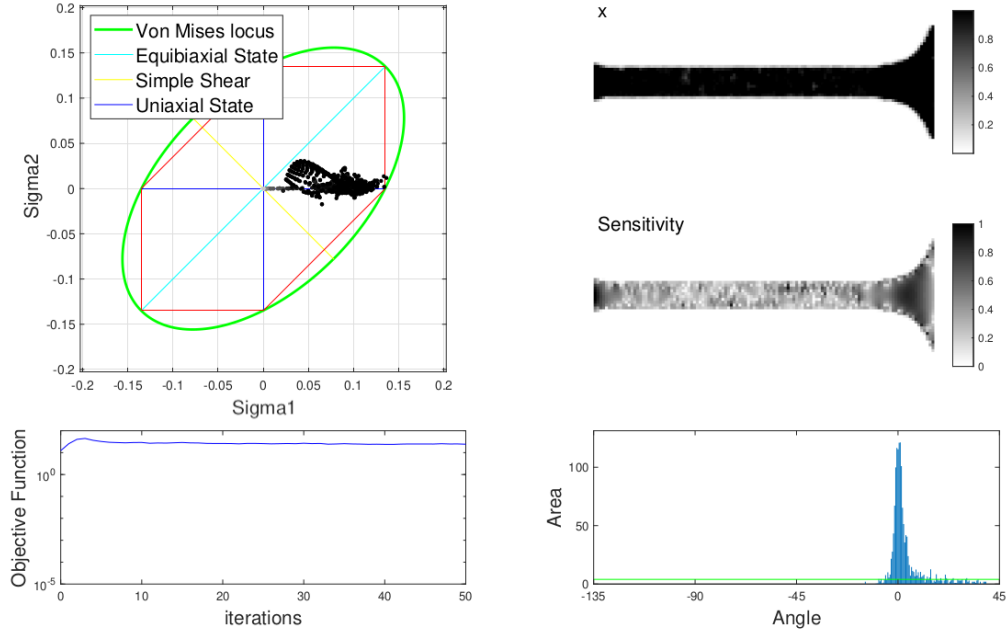 0.2
0.15
0.1
0.05
0
-0.05
-0.1
-0.15
-0.2
Sigma2
Von Mises locus
Equibiaxial State
Simple Shear
Uniaxial State
-0.2 -0.15 -0.1 -0.05 0 0.05 0.1 0.15 0.2
Sigma1
x
0.8
0.6
0.4
0.2
Sensitivity
1
0.8
0.6
0.4
0.2
0
Objective Function
10^0
10^-5
0 10 20 30 40 50
iterations
Area
100
50
0
-135 -90 -45 0 45
Angle